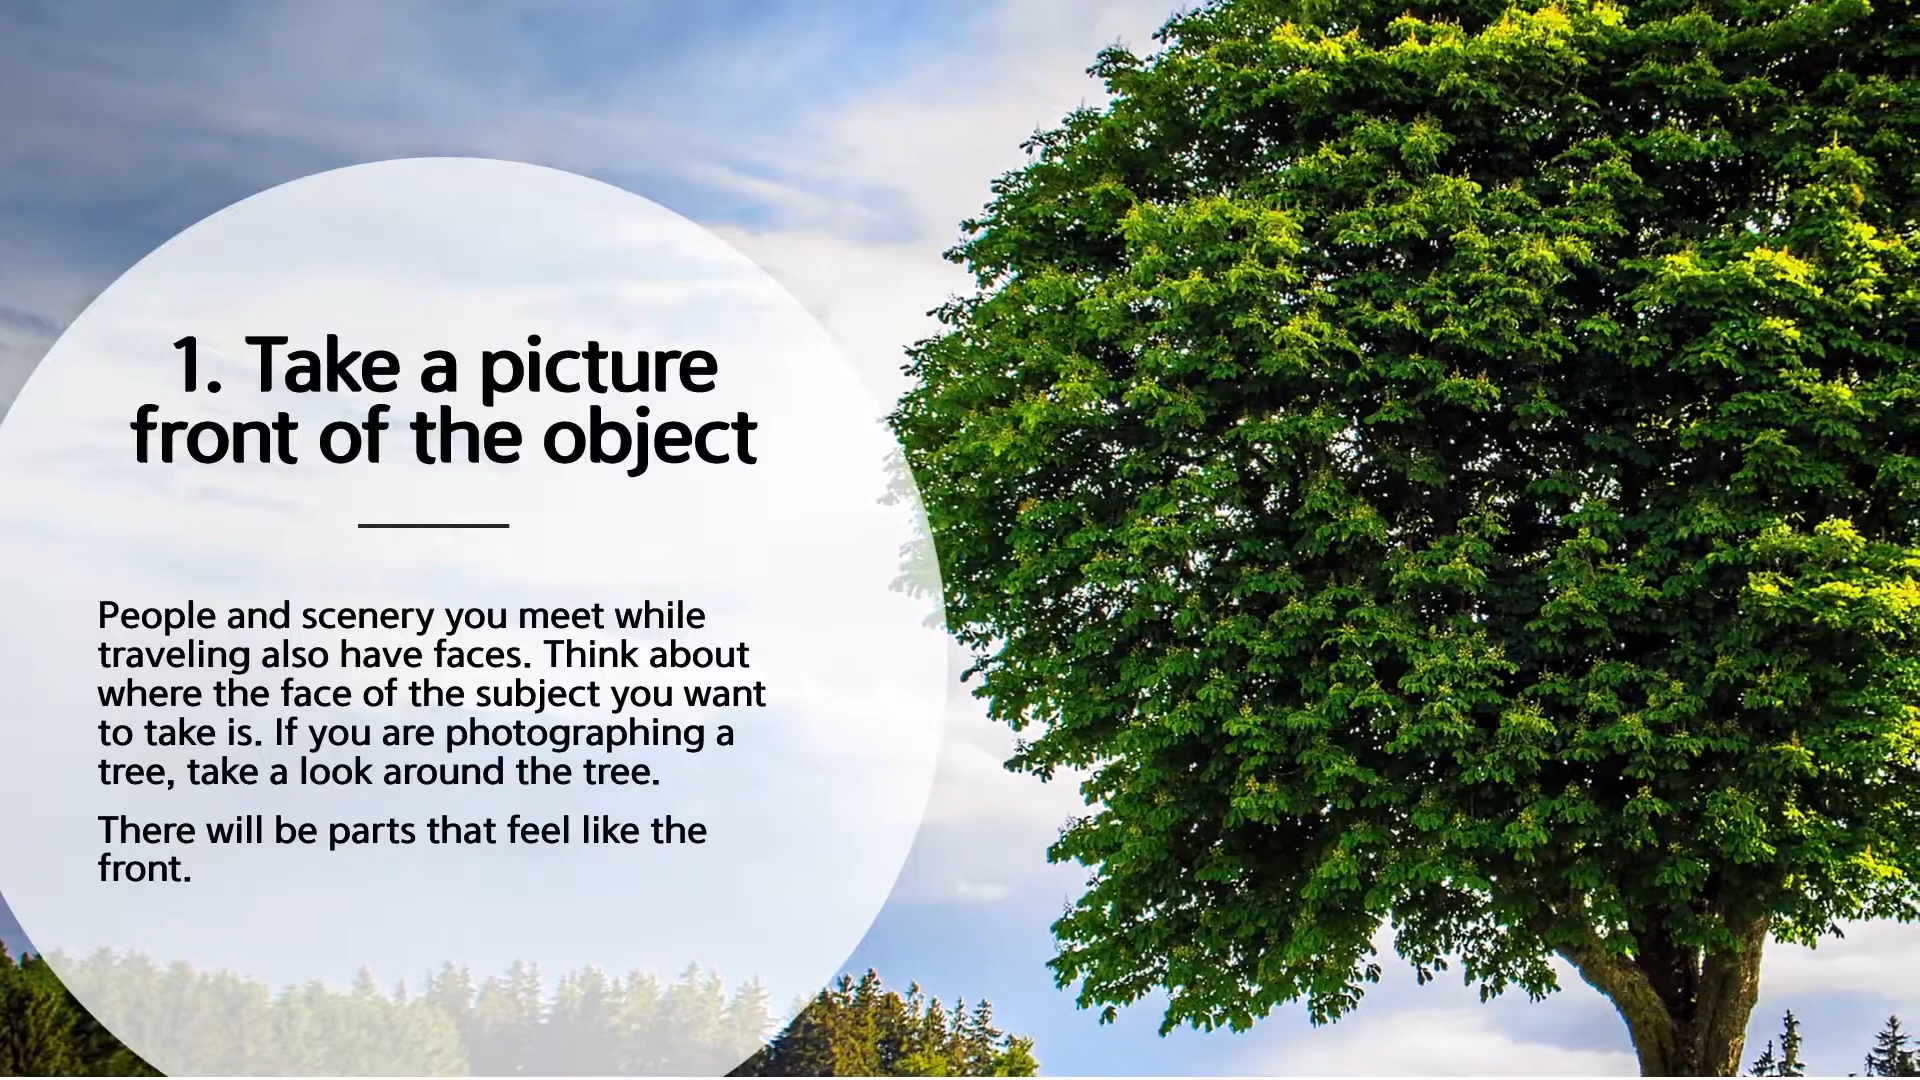 1. Take a picture
front of the object
People and scenery you meet while
traveling also have faces. Think about
where the face of the subject you want
to take is. If you are photographing a
tree, take a look around the tree.
There will be parts that feel like the
front.